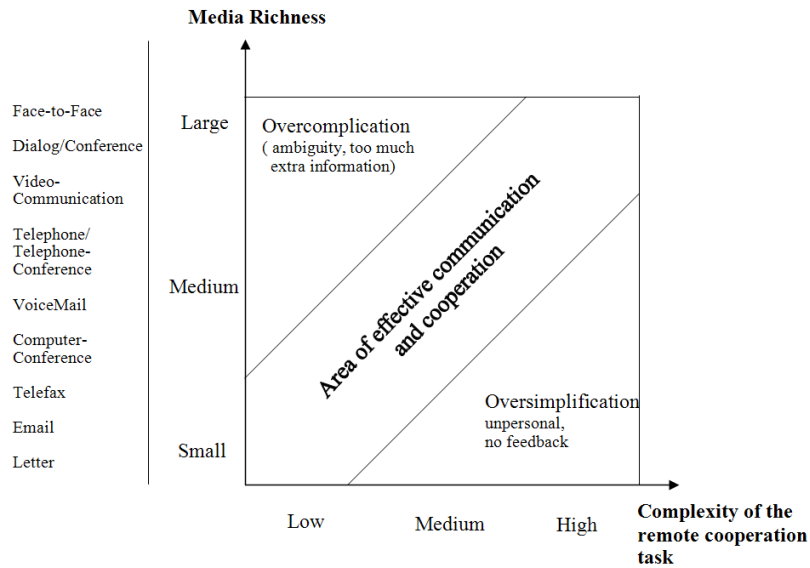 Media Richness
Face-to-Face
Dialog/Conference
Video-
Communication
Telephone/
Telephone-
Conference
VoiceMail
Computer-
Conference
Telefax
Email
Letter
Large
Medium
Small
Overcomplication
( ambiguity, too much
extra information)
Area of effective communication
and cooperation
Oversimplification
unpersonal,
no feedback
Low
Medium
High
Complexity of the
remote cooperation
task